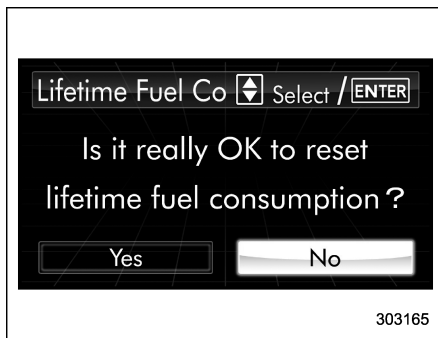 Lifetime Fuel Co Select / ENTER
Is it really OK to reset
lifetime fuel consumption?
Yes No
303165